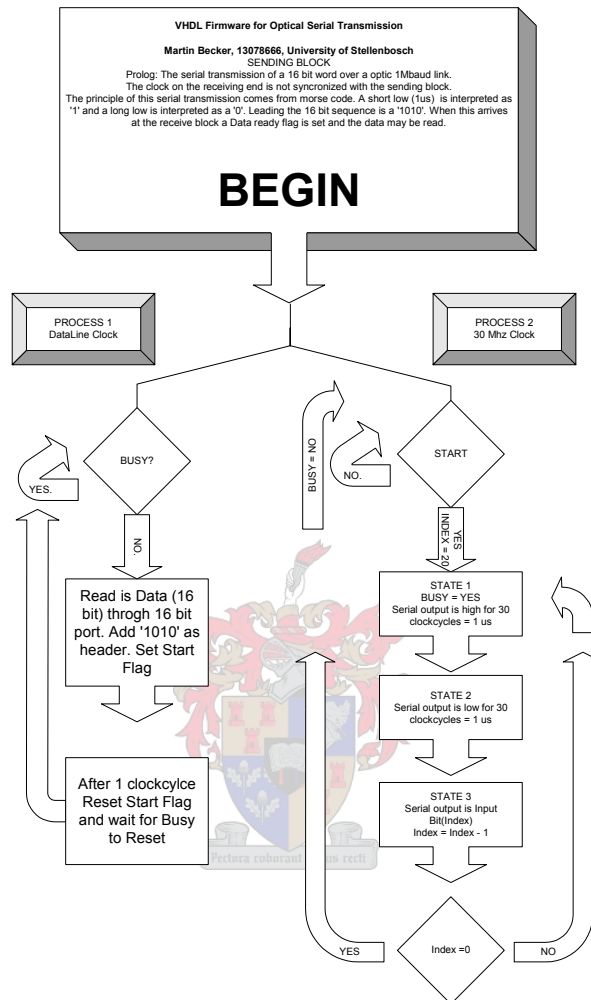 VHDL Firmware for Optical Serial Transmission
Martin Becker, 13078666, University of Stellenbosch
SENDING BLOCK
Prolog: The serial transmission of a 16 bit word over a optic 1Mbaud link.
The clock on the receiving end is not syncronized with the sending block.
The principle of this serial transmission comes from morse code. A short low (1us) is interpreted as
'1' and a long low is interpreted as a '0'. Leading the 16 bit sequence is a '1010'. When this arrives
at the receive block a Data ready flag is set and the data may be read.
BEGIN
PROCESS 1
DataLine Clock
PROCESS 2
30 Mhz Clock
BUSY?
YES.
NO.
Read is Data (16
bit) throgh 16 bit
port. Add '1010' as
header. Set Start
Flag
After 1 clockcylce
Reset Start Flag
and wait for Busy
to Reset
BUSY = NO
NO.
START
YES
INDEX = 20
STATE 1
BUSY = YES
Serial output is high for 30
clockcycles = 1 us
STATE 2
Serial output is low for 30
clockcycles = 1 us
STATE 3
Serial output is Input
Bit(Index)
Index = Index - 1
YES
Index =0
NO
Pectura roborant recti